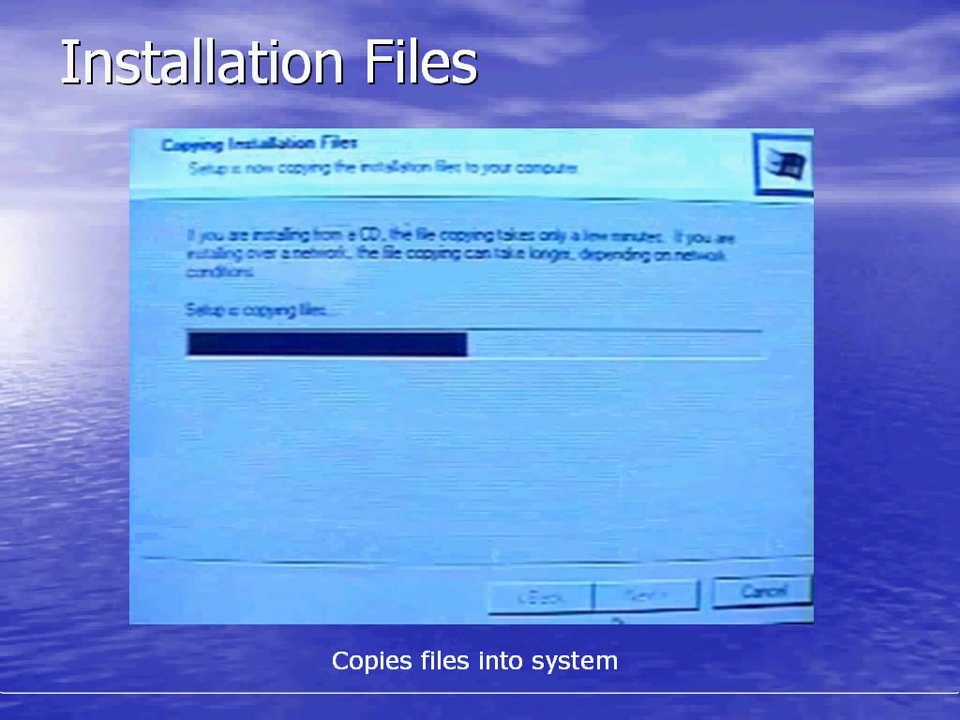 Installation Files
Copying Installation Files
Setup is now copying the installation files to your computer.
If you are installing from a CD, the file copying takes only a few minutes. If you are
installing over a network, the file copying can take longer, depending on network
conditions.
Setup is copying files...
< Back Next > Cancel
Copies files into system